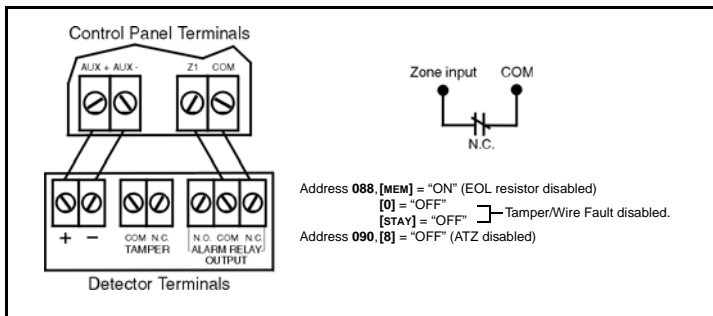 Control Panel Terminals
AUX + AUX - Z1 COM
+ − COM N.C. N.O. COM N.C.
TAMPER ALARM RELAY
OUTPUT
Detector Terminals
Zone input COM
N.C.
Address 088, [MEM] = “ON” (EOL resistor disabled)
[0] = “OFF”
[STAY] = “OFF” Tamper/Wire Fault disabled.
Address 090, [8] = “OFF” (ATZ disabled)